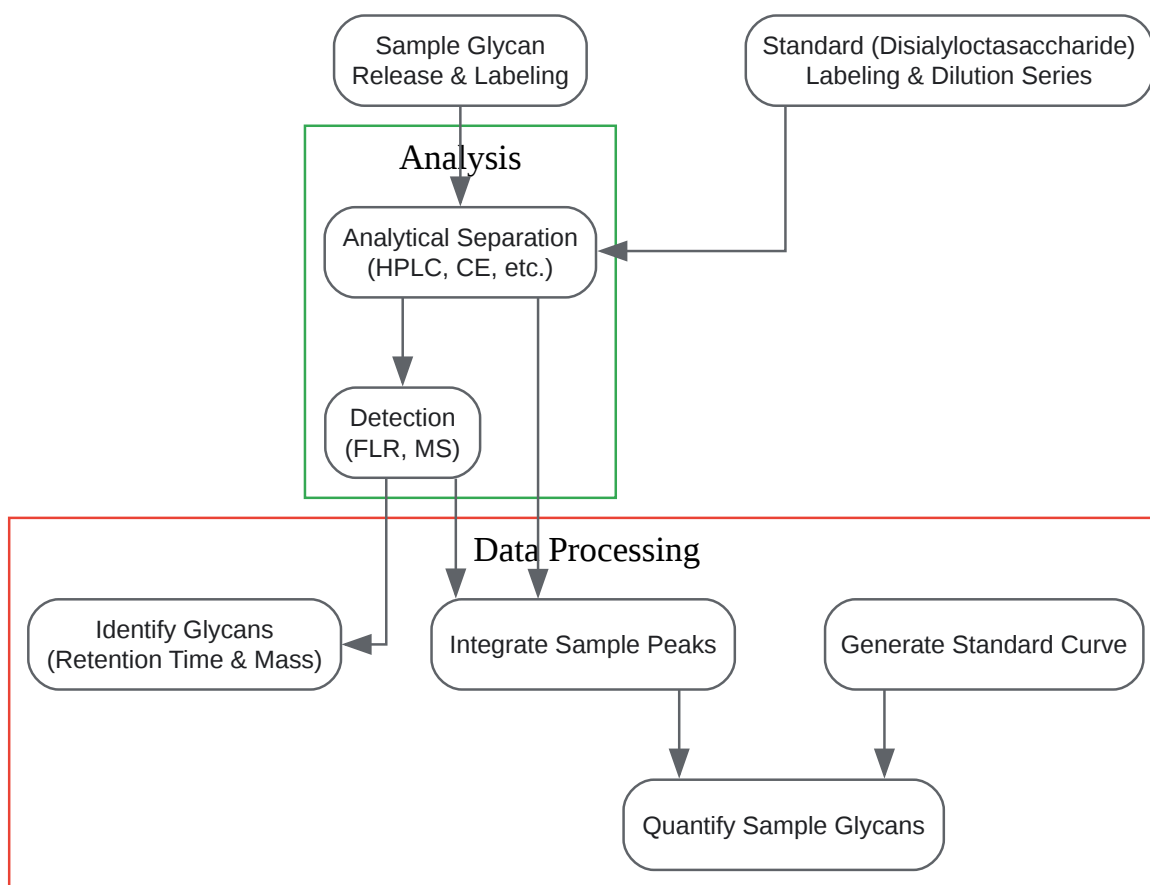 Sample Glycan
Release & Labeling
Standard (Disialyloctasaccharide)
Labeling & Dilution Series
Analysis
Analytical Separation
(HPLC, CE, etc.)
Detection
(FLR, MS)
Data Processing
Identify Glycans
(Retention Time & Mass)
Integrate Sample Peaks
Generate Standard Curve
Quantify Sample Glycans